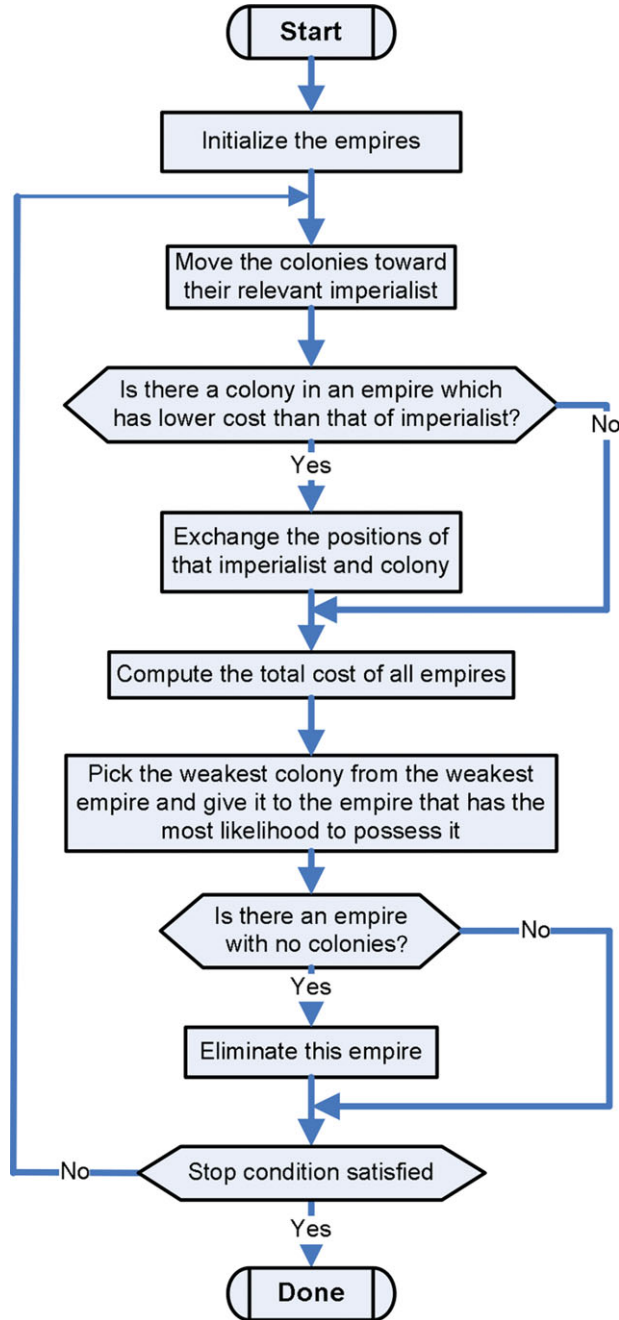 Start
Initialize the empires
Move the colonies toward
their relevant imperialist
Is there a colony in an empire which
has lower cost than that of imperialist?
No
Yes
Exchange the positions of
that imperialist and colony
Compute the total cost of all empires
Pick the weakest colony from the weakest
empire and give it to the empire that has the
most likelihood to possess it
Is there an empire
with no colonies?
No
Yes
Eliminate this empire
No
Stop condition satisfied
Yes
Done